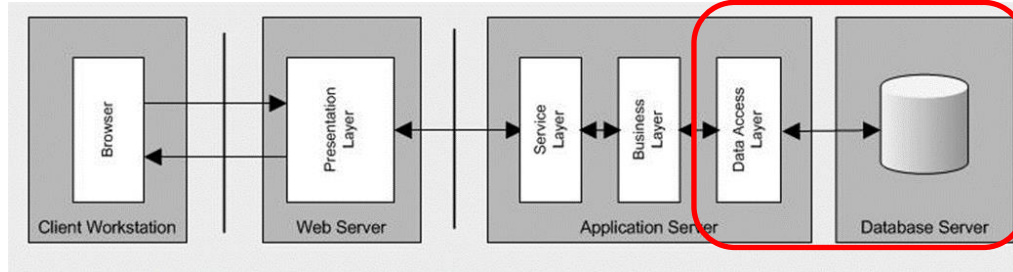 Browser
Client Workstation
Presentation
Layer
Web Server
Service
Layer
Business
Layer
Data Access
Layer
Application Server
Database Server